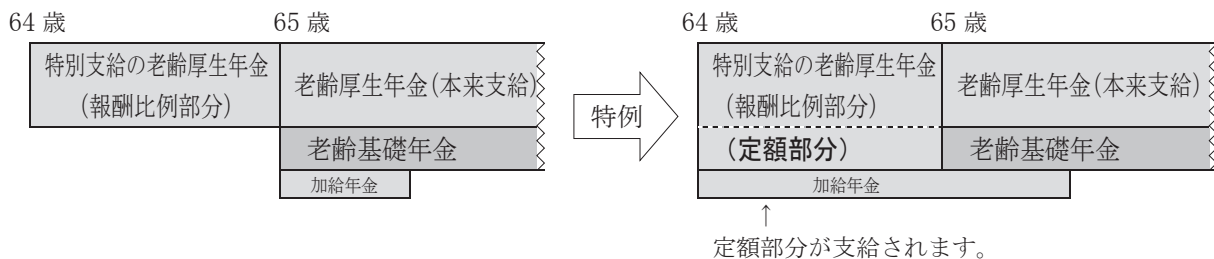 64 歳
65 歳
特別支給の老齢厚生年金
(報酬比例部分)
老齢厚生年金(本来支給)
老齢基礎年金
加給年金
特例
64 歳
65 歳
特別支給の老齢厚生年金
(報酬比例部分)
(定額部分)
老齢厚生年金(本来支給)
老齢基礎年金
加給年金
↑
定額部分が支給されます。